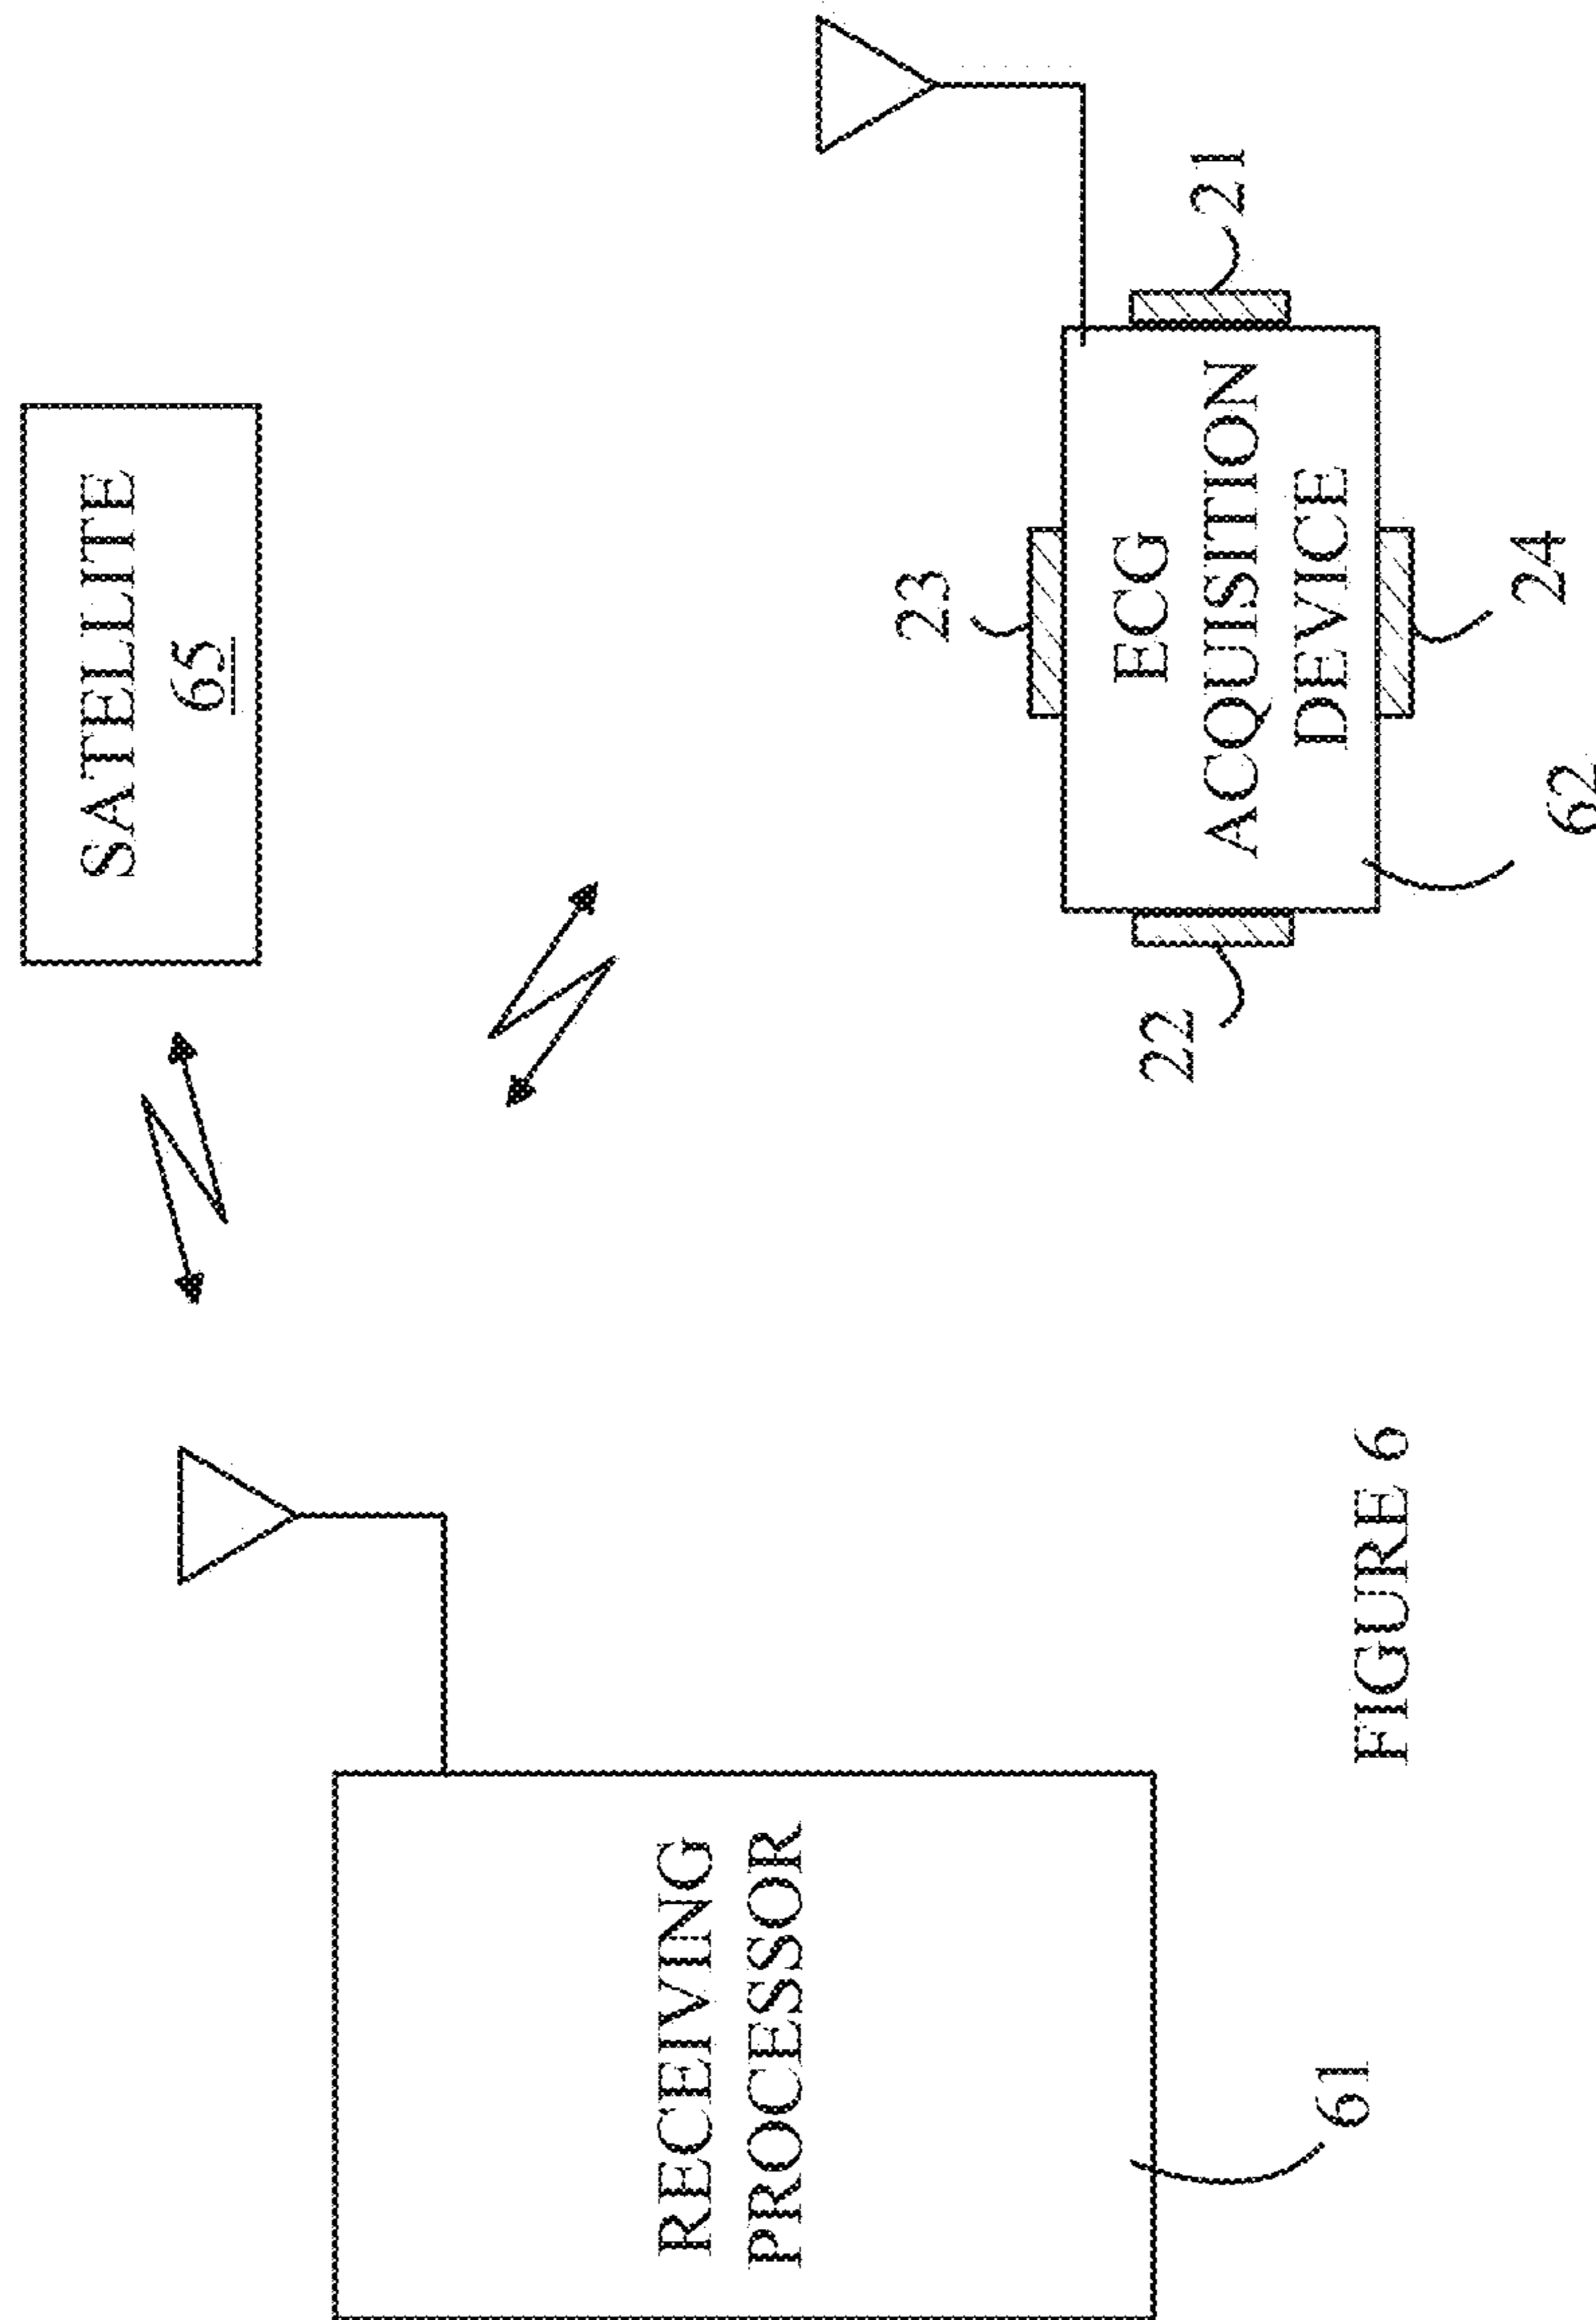 SATELLITE
65
RECEIVING
PROCESSOR
61
23
22
ECG
ACQUISITION
DEVICE
21
24
62
FIGURE 6